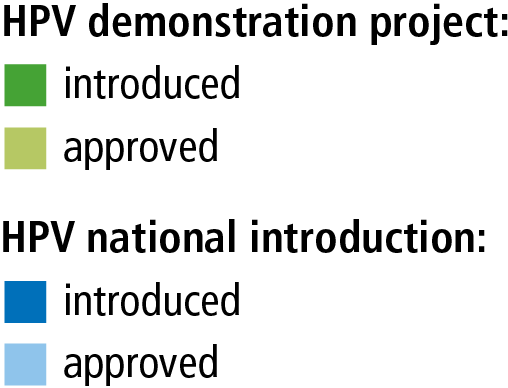 HPV demonstration project:
introduced
approved
HPV national introduction:
introduced
approved